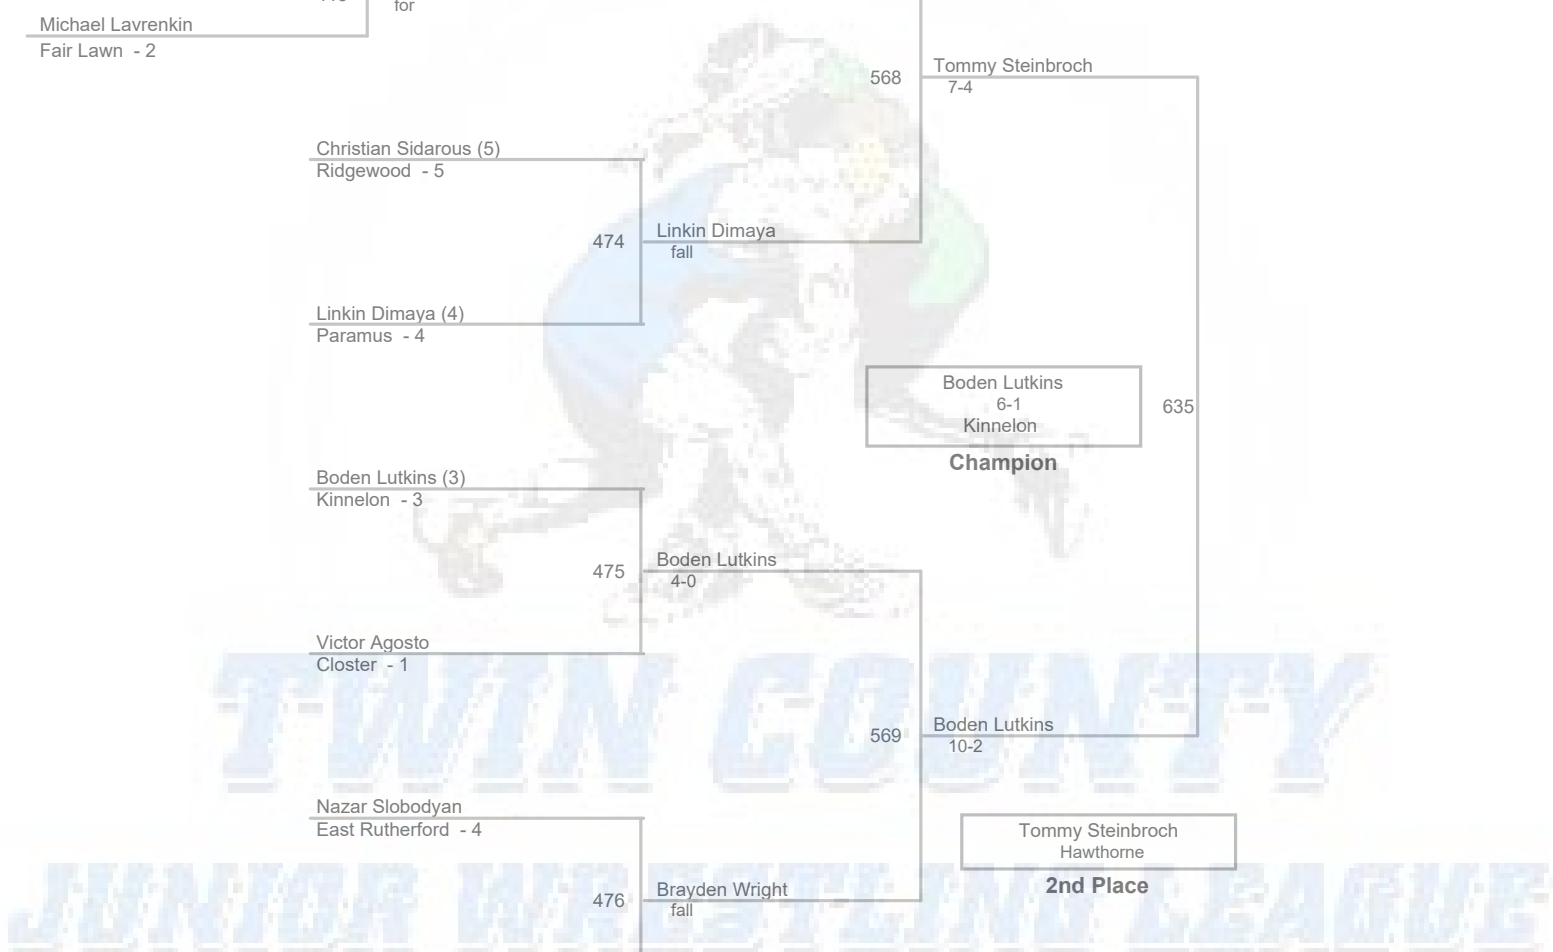 for
Michael Lavrenkin
Fair Lawn - 2
568
Tommy Steinbroch
7-4
Christian Sidarous (5)
Ridgewood - 5
474
Linkin Dimaya
fall
Linkin Dimaya (4)
Paramus - 4
Boden Lutkins
6-1
Kinnelon
635
Champion
Boden Lutkins (3)
Kinnelon - 3
475
Boden Lutkins
4-0
Victor Agosto
Closter - 1
TWIN COUNTY
569
Boden Lutkins
10-2
Nazar Slobodyan
East Rutherford - 4
Tommy Steinbroch
Hawthorne
2nd Place
476
Brayden Wright
fall
JUNIOR WRESTLING LEAGUE